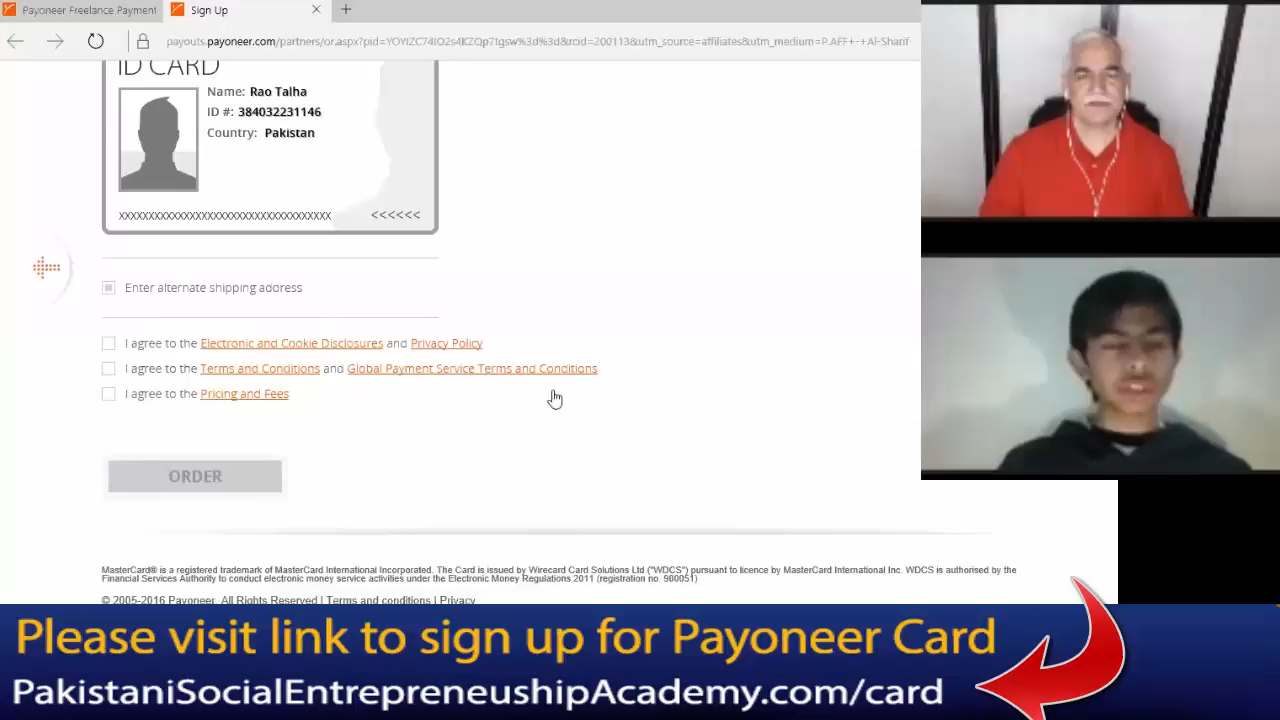 Payoneer Freelance Payment
Sign Up
payouts.payoneer.com/partners/or.aspx?pid=YOYIZC74IO2s4KZQp7tgsw%3d%3d&rcid=200113&utm_source=affiliates&utm_medium=P.AFF+-+Al-Sharif
ID CARD
Name: Rao Talha
ID #: 384032231146
Country: Pakistan
xxxxxxxxxxxxxxxxxxxxxxxxxxxxxxxxxxx <<<<<<
Enter alternate shipping address
I agree to the Electronic and Cookie Disclosures and Privacy Policy
I agree to the Terms and Conditions and Global Payment Service Terms and Conditions
I agree to the Pricing and Fees
ORDER
MasterCard® is a registered trademark of MasterCard International Incorporated. The Card is issued by Wirecard Card Solutions Ltd ("WDCS") pursuant to licence by MasterCard International Inc. WDCS is authorised by the
Financial Services Authority to conduct electronic money service activities under the Electronic Money Regulations 2011 (registration no. 900051)
© 2005-2016 Payoneer, All Rights Reserved | Terms and conditions | Privacy
Please visit link to sign up for Payoneer Card
PakistaniSocialEntrepreneushipAcademy.com/card